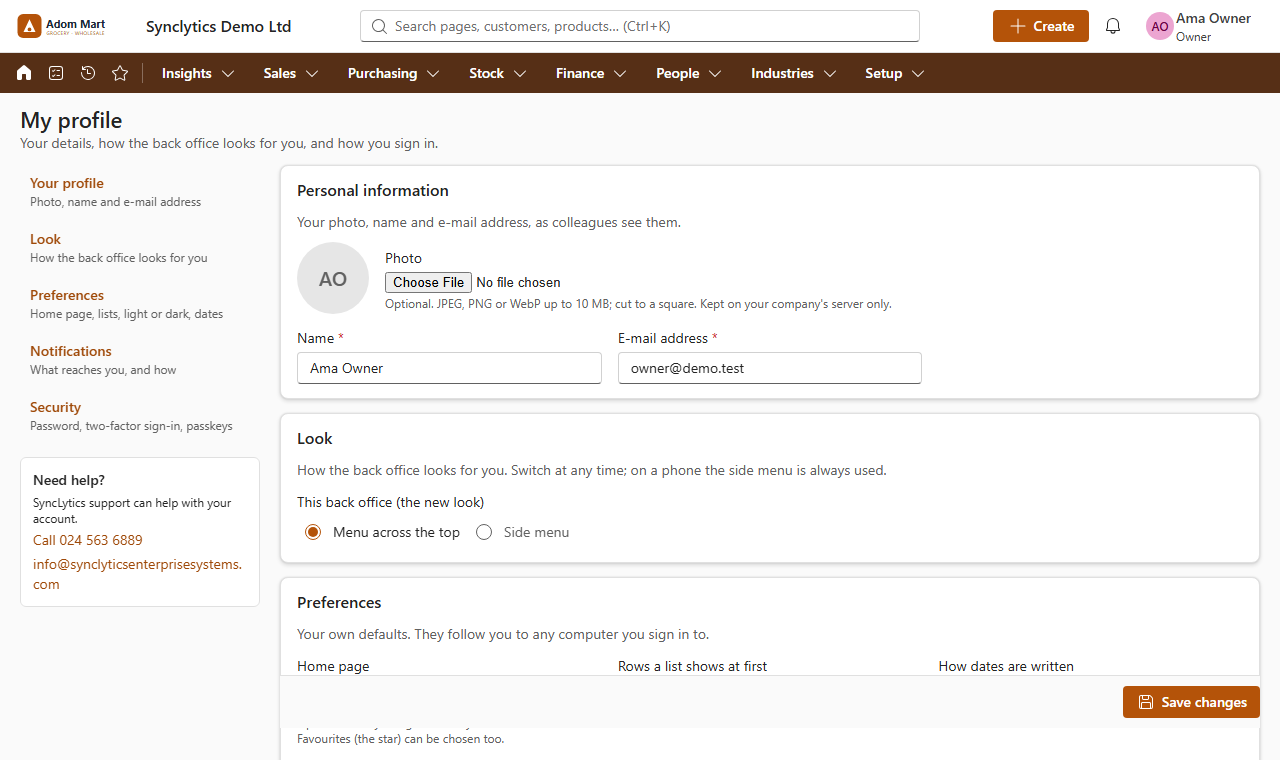 Adom Mart
GROCERY · WHOLESALE
Synclytics Demo Ltd
Search pages, customers, products... (Ctrl+K)
Create
AO
Ama Owner
Owner
Insights
Sales
Purchasing
Stock
Finance
People
Industries
Setup
My profile
Your details, how the back office looks for you, and how you sign in.
Your profile
Photo, name and e-mail address
Look
How the back office looks for you
Preferences
Home page, lists, light or dark, dates
Notifications
What reaches you, and how
Security
Password, two-factor sign-in, passkeys
Need help?
SyncLytics support can help with your
account.
Call 024 563 6889
info@synclyticsenterprisesystems.
com
Personal information
Your photo, name and e-mail address, as colleagues see them.
AO
Photo
Choose File No file chosen
Optional. JPEG, PNG or WebP up to 10 MB; cut to a square. Kept on your company's server only.
Name *
Ama Owner
E-mail address *
owner@demo.test
Look
How the back office looks for you. Switch at any time; on a phone the side menu is always used.
This back office (the new look)
Menu across the top
Side menu
Preferences
Your own defaults. They follow you to any computer you sign in to.
Home page
Rows a list shows at first
How dates are written
Save changes
Favourites (the star) can be chosen too.